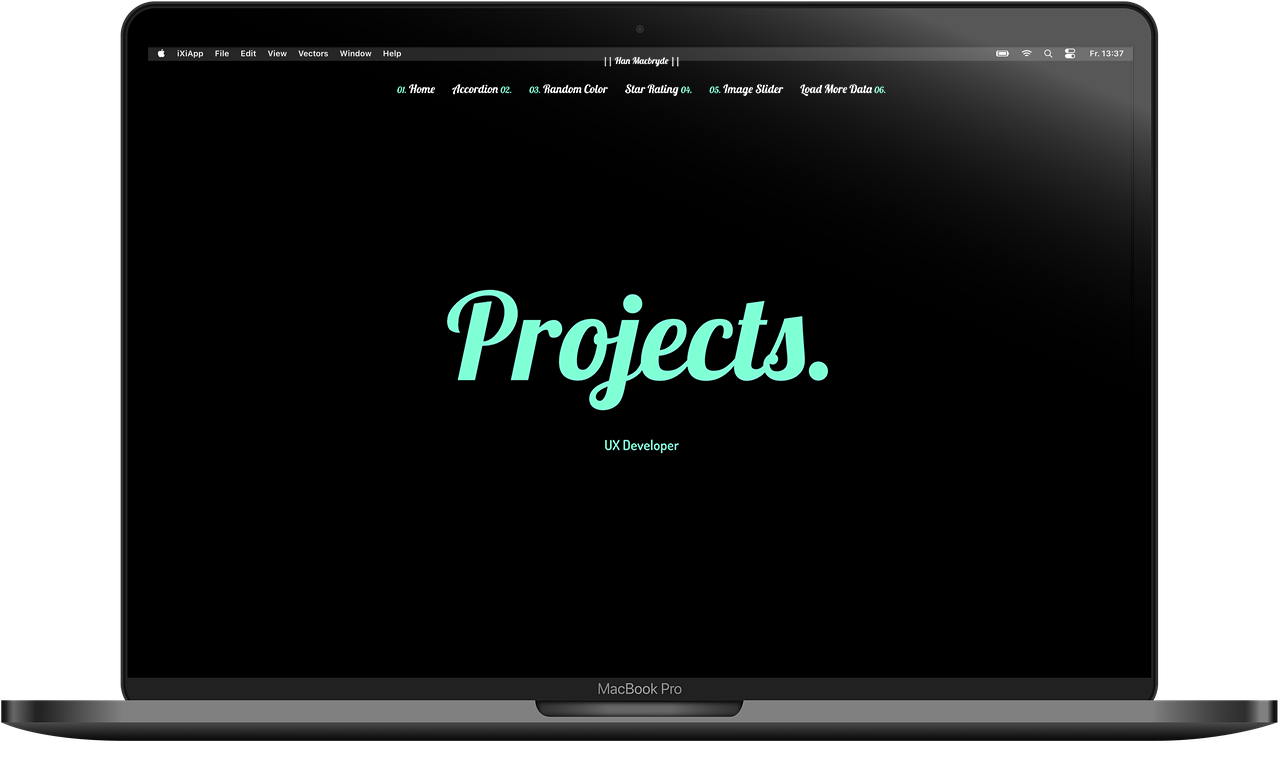 iXiApp File Edit View Vectors Window Help Fr. 13:37
|| Han Macbryde ||
01. Home Accordion 02. 03. Random Color Star Rating 04. 05. Image Slider Load More Data 06.
Projects.
UX Developer
MacBook Pro